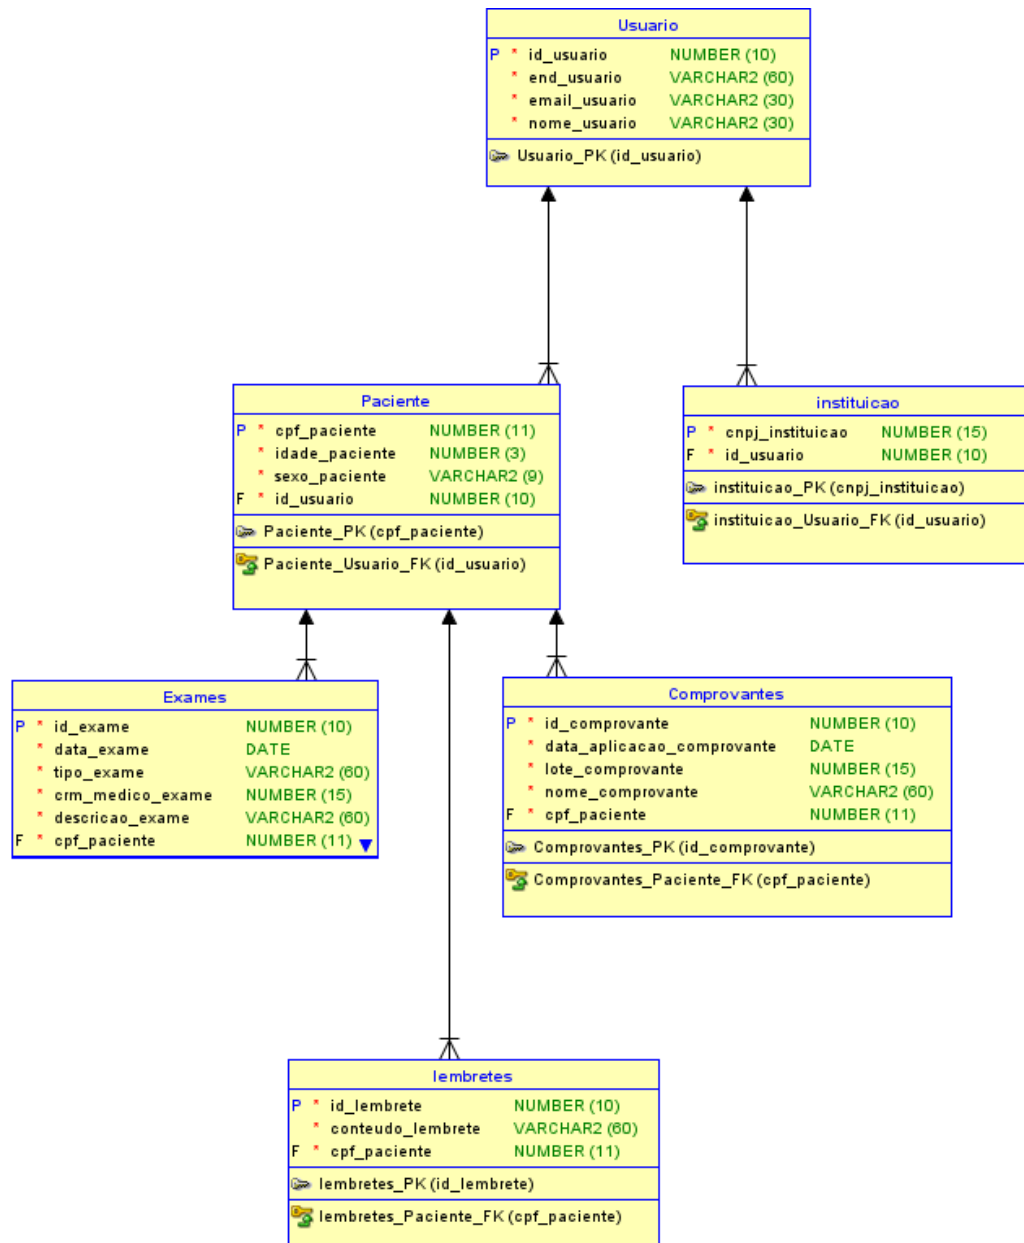 Usuario
P * id_usuario NUMBER (10)
* end_usuario VARCHAR2 (60)
* email_usuario VARCHAR2 (30)
* nome_usuario VARCHAR2 (30)
Usuario_PK (id_usuario)
Paciente
P * cpf_paciente NUMBER (11)
* idade_paciente NUMBER (3)
* sexo_paciente VARCHAR2 (9)
F * id_usuario NUMBER (10)
Paciente_PK (cpf_paciente)
Paciente_Usuario_FK (id_usuario)
instituicao
P * cnpj_instituicao NUMBER (15)
F * id_usuario NUMBER (10)
instituicao_PK (cnpj_instituicao)
instituicao_Usuario_FK (id_usuario)
Exames
P * id_exame NUMBER (10)
* data_exame DATE
* tipo_exame VARCHAR2 (60)
* crm_medico_exame NUMBER (15)
* descricao_exame VARCHAR2 (60)
F * cpf_paciente NUMBER (11)
Comprovantes
P * id_comprovante NUMBER (10)
* data_aplicacao_comprovante DATE
* lote_comprovante NUMBER (15)
* nome_comprovante VARCHAR2 (60)
F * cpf_paciente NUMBER (11)
Comprovantes_PK (id_comprovante)
Comprovantes_Paciente_FK (cpf_paciente)
lembretes
P * id_lembrete NUMBER (10)
* conteudo_lembrete VARCHAR2 (60)
F * cpf_paciente NUMBER (11)
lembretes_PK (id_lembrete)
lembretes_Paciente_FK (cpf_paciente)